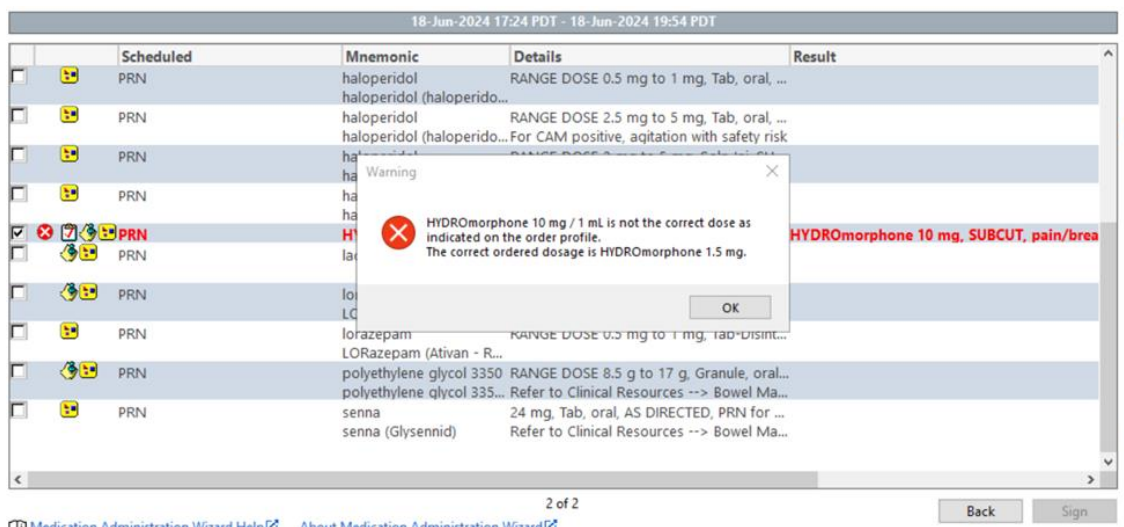 18-Jun-2024 17:24 PDT - 18-Jun-2024 19:54 PDT
Scheduled Mnemonic Details Result
PRN haloperidol RANGE DOSE 0.5 mg to 1 mg, Tab, oral, ...
haloperidol (haloperido...
PRN haloperidol RANGE DOSE 2.5 mg to 5 mg, Tab, oral, ...
haloperidol (haloperido... For CAM positive, agitation with safety risk
PRN
PRN ha
ha
Warning
HYDROmorphone 10 mg / 1 mL is not the correct dose as
indicated on the order profile.
The correct ordered dosage is HYDROmorphone 1.5 mg.
OK
PRN HY HYDROmorphone 10 mg, SUBCUT, pain/brea
PRN la
PRN lo
LO
PRN lorazepam RANGE DOSE 0.5 mg to 1 mg, Tab-Disint...
LORazepam (Ativan - R...
PRN polyethylene glycol 3350 RANGE DOSE 8.5 g to 17 g, Granule, oral...
polyethylene glycol 335... Refer to Clinical Resources --> Bowel Ma...
PRN senna 24 mg, Tab, oral, AS DIRECTED, PRN for ...
senna (Glysennid) Refer to Clinical Resources --> Bowel Ma...
2 of 2
Back Sign
Medication Administration Wizard Help About Medication Administration Wizard